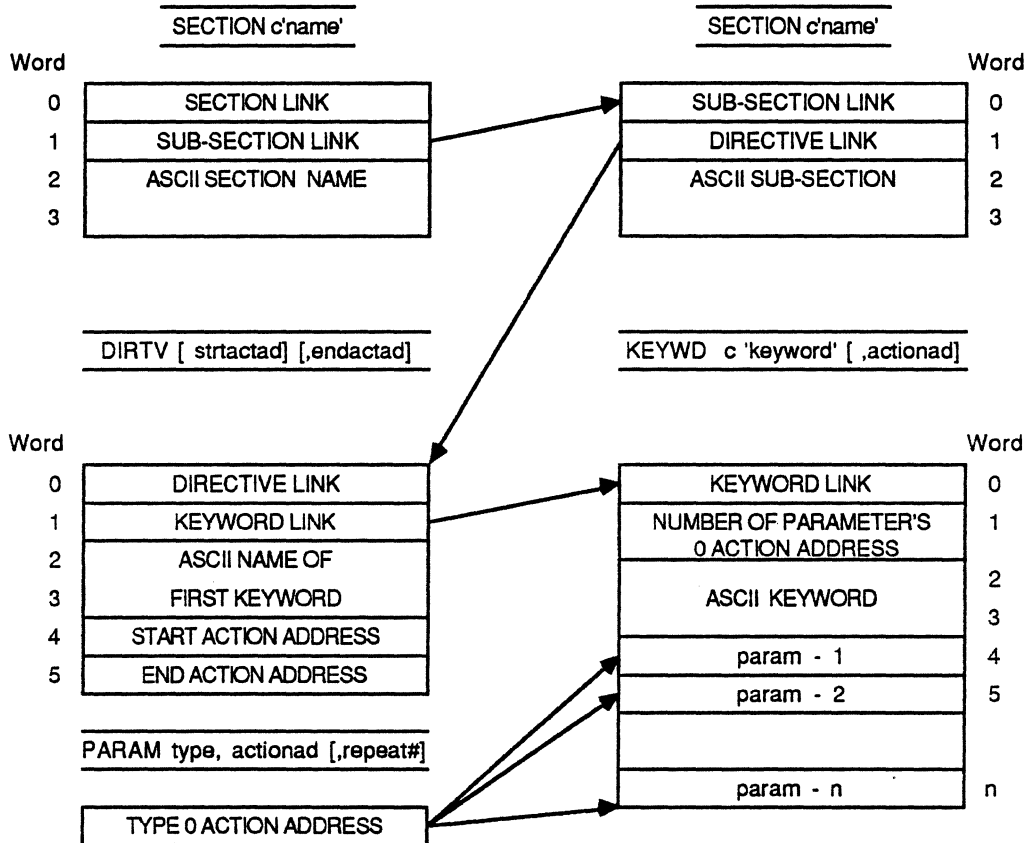 SECTION c'name'
Word
0 SECTION LINK
1 SUB-SECTION LINK
2 ASCII SECTION NAME
3
SECTION c'name'
Word
SUB-SECTION LINK 0
DIRECTIVE LINK 1
ASCII SUB-SECTION 2
3
DIRTV [ strtactad] [,endactad]
Word
0 DIRECTIVE LINK
1 KEYWORD LINK
2 ASCII NAME OF
3 FIRST KEYWORD
4 START ACTION ADDRESS
5 END ACTION ADDRESS
KEYWD c 'keyword' [ ,actionad]
Word
KEYWORD LINK 0
NUMBER OF PARAMETER'S 1
0 ACTION ADDRESS
2
ASCII KEYWORD
3
param - 1 4
param - 2 5
param - n n
PARAM type, actionad [,repeat#]
TYPE 0 ACTION ADDRESS